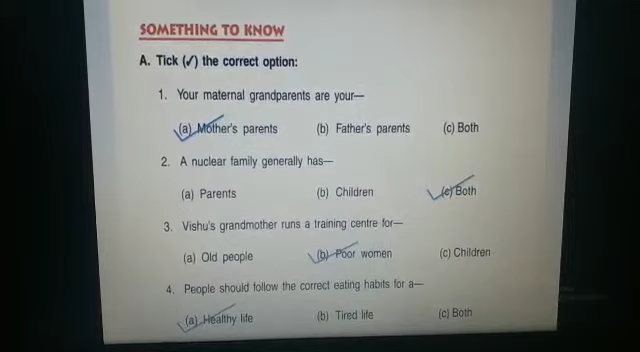 SOMETHING TO KNOW
A. Tick (✓) the correct option:
1. Your maternal grandparents are your—
(a) Mother's parents (b) Father's parents (c) Both
2. A nuclear family generally has—
(a) Parents (b) Children (c) Both
3. Vishu's grandmother runs a training centre for—
(a) Old people (b) Poor women (c) Children
4. People should follow the correct eating habits for a—
(a) Healthy life (b) Tired life (c) Both